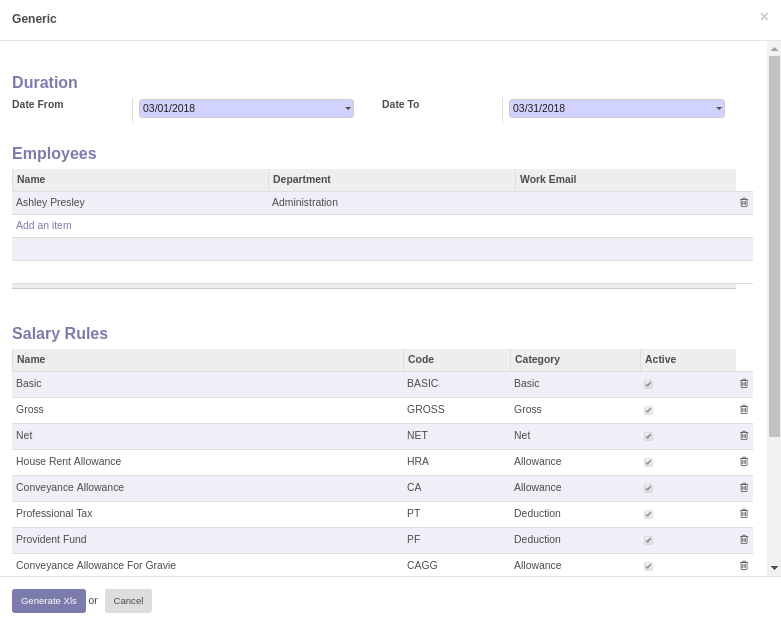 Generic ×
Duration
Date From 03/01/2018 Date To 03/31/2018
Employees
Name Department Work Email
Ashley Presley Administration
Add an item
Salary Rules
Name Code Category Active
Basic BASIC Basic
Gross GROSS Gross
Net NET Net
House Rent Allowance HRA Allowance
Conveyance Allowance CA Allowance
Professional Tax PT Deduction
Provident Fund PF Deduction
Conveyance Allowance For Gravie CAGG Allowance
Generate Xls or Cancel